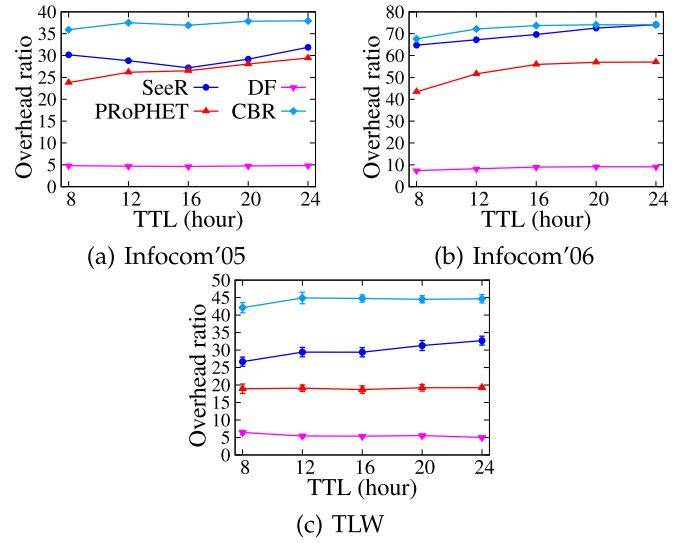 40
35
30
25
20
15
10
5
0
Overhead ratio
SeeR DF
PRoPHET CBR
8 12 16 20 24
TTL (hour)
(a) Infocom'05
80
70
60
50
40
30
20
10
0
Overhead ratio
8 12 16 20 24
TTL (hour)
(b) Infocom'06
50
45
40
35
30
25
20
15
10
5
0
Overhead ratio
8 12 16 20 24
TTL (hour)
(c) TLW